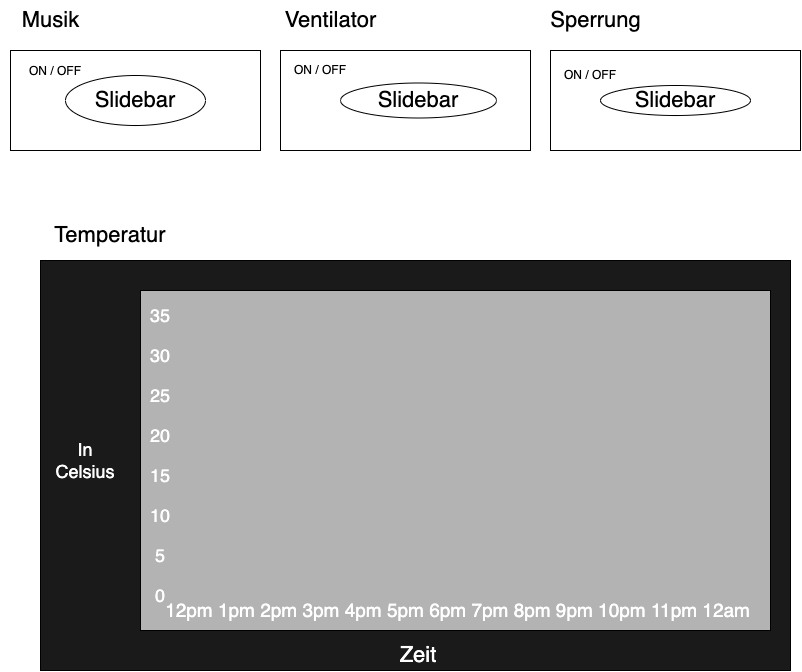 Musik
Ventilator
Sperrung
ON / OFF
Slidebar
ON / OFF
Slidebar
ON / OFF
Slidebar
Temperatur
35
30
25
20
15
10
5
0
In
Celsius
12pm 1pm 2pm 3pm 4pm 5pm 6pm 7pm 8pm 9pm 10pm 11pm 12am
Zeit